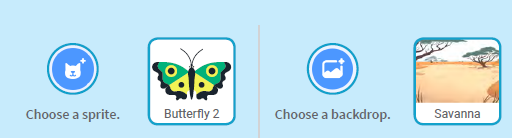 Choose a sprite.
Butterfly 2
Choose a backdrop.
Savanna